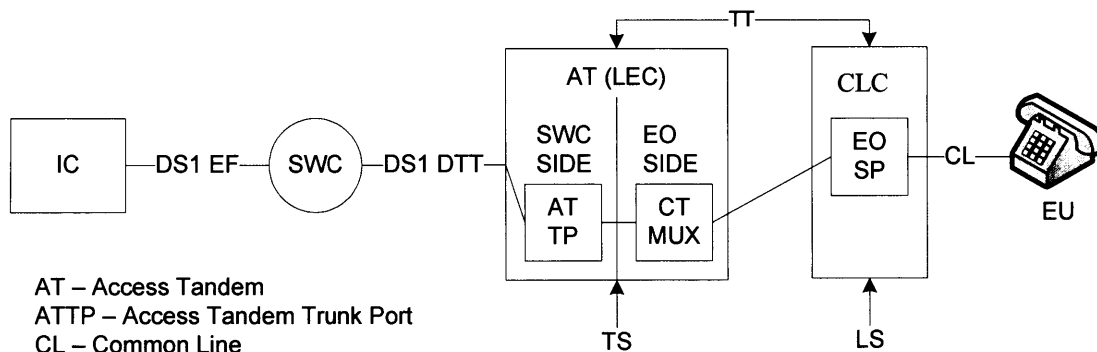 TT
AT (LEC)
CLC
SWC
SIDE
EO
SIDE
IC
DS1 EF
SWC
DS1 DTT
AT
TP
CT
MUX
EO
SP
CL
EU
AT – Access Tandem
ATTP – Access Tandem Trunk Port
CL – Common Line
TS
LS